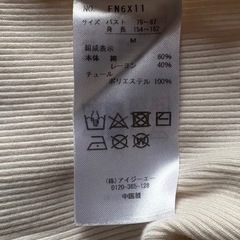 NO. FN6X11
サイズ バスト 79~87
身長 154~162
M
組成表示
本体 綿 60%
レーヨン 40%
チュール
ポリエステル 100%
(株)アイジーエー
0120-365-128
中国製